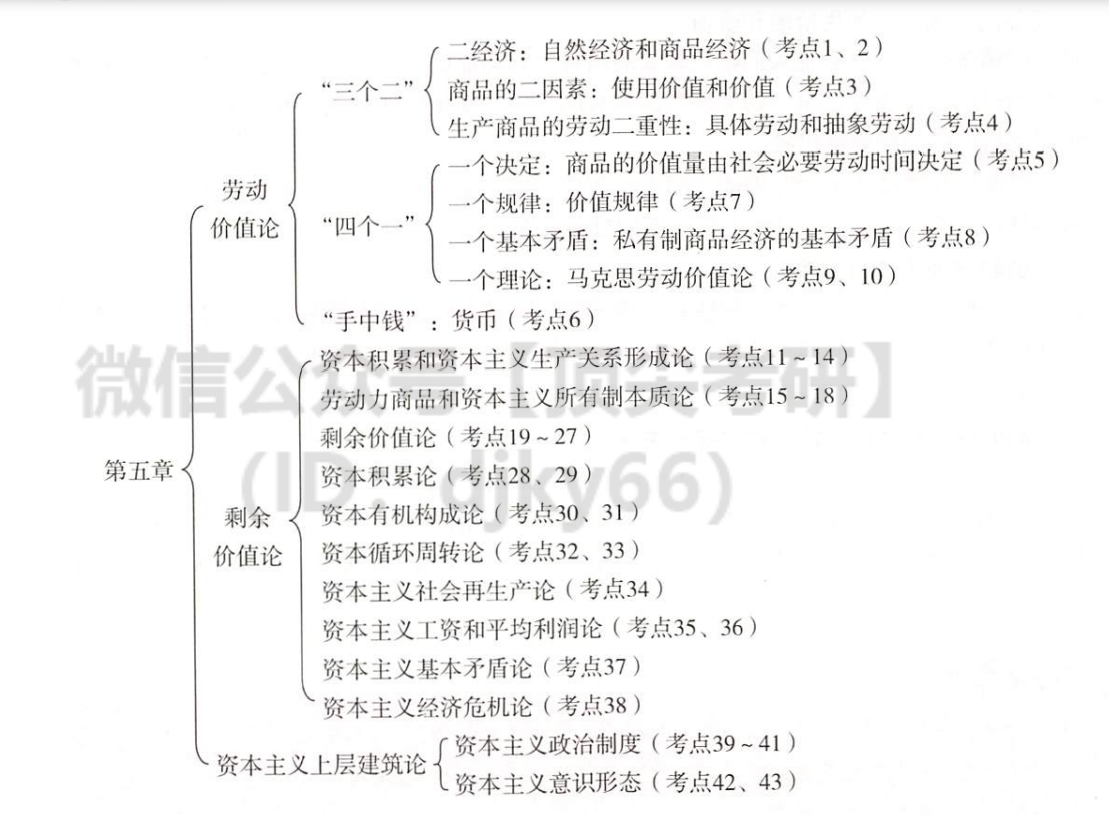 二经济：自然经济和商品经济（考点1、2）
“三个二”
商品的二因素：使用价值和价值（考点3）
生产商品的劳动二重性：具体劳动和抽象劳动（考点4）
一个决定：商品的价值量由社会必要劳动时间决定（考点5）
劳动
价值论
一个规律：价值规律（考点7）
“四个一”
一个基本矛盾：私有制商品经济的基本矛盾（考点8）
一个理论：马克思劳动价值论（考点9、10）
“手中钱”：货币（考点6）
资本积累和资本主义生产关系形成论（考点11～14）
微信公众号【顶尖考研】
劳动力商品和资本主义所有制本质论（考点15～18）
剩余价值论（考点19～27）
第五章
资本积累论（考点28、29）
（ID：djky66）
剩余
价值论
资本有机构成论（考点30、31）
资本循环周转论（考点32、33）
资本主义社会再生产论（考点34）
资本主义工资和平均利润论（考点35、36）
资本主义基本矛盾论（考点37）
资本主义经济危机论（考点38）
资本主义上层建筑论
资本主义政治制度（考点39～41）
资本主义意识形态（考点42、43）